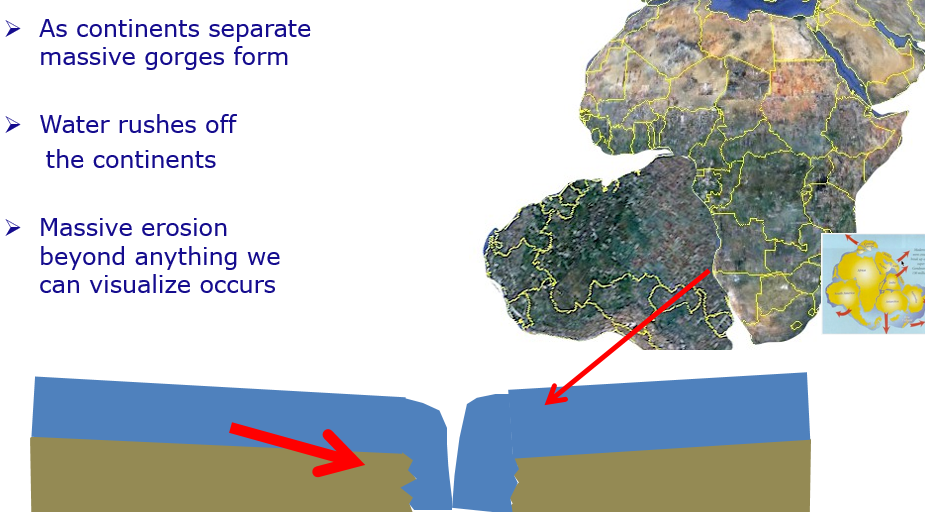 ➢ As continents separate
massive gorges form
➢ Water rushes off
the continents
➢ Massive erosion
beyond anything we
can visualize occurs